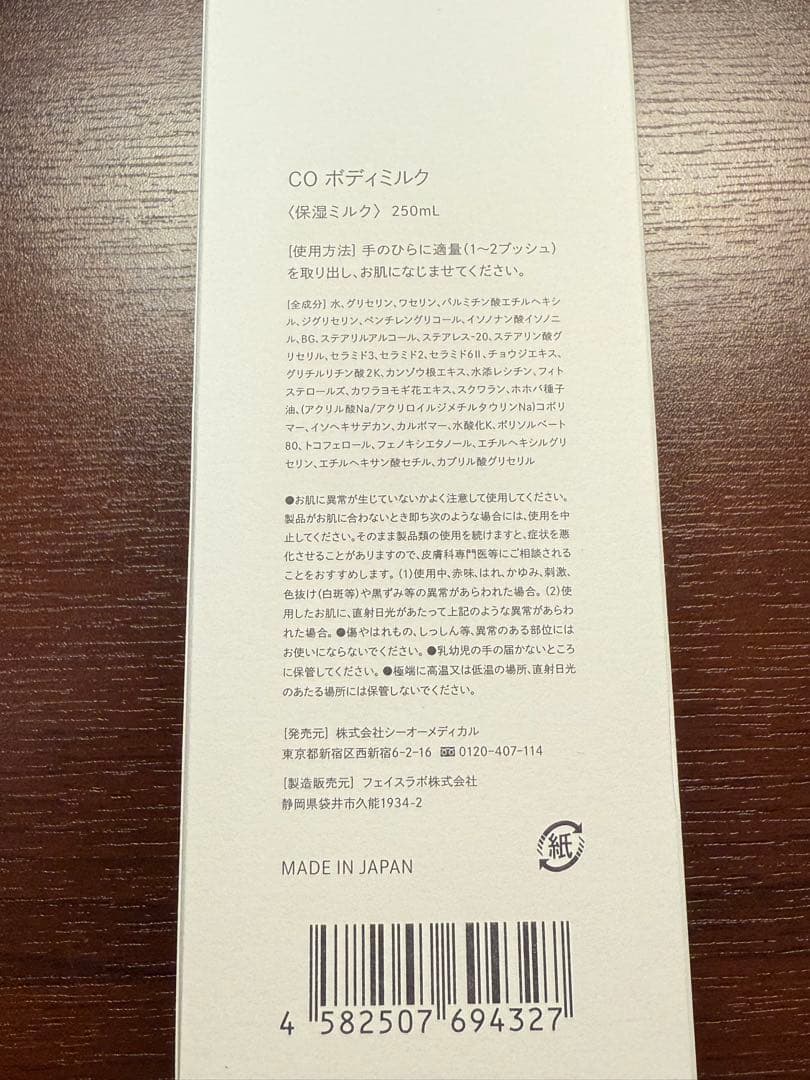 CO ボディミルク
〈保湿ミルク〉 250mL
[使用方法] 手のひらに適量(1〜2プッシュ)
を取り出し、お肌になじませてください。
[全成分] 水、グリセリン、ワセリン、パルミチン酸エチルヘキシ
ル、ジグリセリン、ペンチレングリコール、イソノナン酸イソノニ
ル、BG、ステアリルアルコール、ステアレス-20、ステアリン酸グ
リセリル、セラミド3、セラミド2、セラミド6Ⅱ、チョウジエキス、
グリチルリチン酸2K、カンゾウ根エキス、水添レシチン、フィト
ステロールズ、カワラヨモギ花エキス、スクワラン、ホホバ種子
油、(アクリル酸Na/アクリロイルジメチルタウリンNa)コポリ
マー、イソヘキサデカン、カルボマー、水酸化K、ポリソルベート
80、トコフェロール、フェノキシエタノール、エチルヘキシルグリ
セリン、エチルヘキサン酸セチル、カプリル酸グリセリル
●お肌に異常が生じていないかよく注意して使用してください。
製品がお肌に合わないとき即ち次のような場合には、使用を中
止してください。そのまま製品類の使用を続けますと、症状を悪
化させることがありますので、皮膚科専門医等にご相談される
ことをおすすめします。(1)使用中、赤味、はれ、かゆみ、刺激、
色抜け(白斑等)や黒ずみ等の異常があらわれた場合。(2)使
用したお肌に、直射日光があたって上記のような異常があらわ
れた場合。●傷やはれもの、しっしん等、異常のある部位には
お使いにならないでください。●乳幼児の手の届かないところ
に保管してください。●極端に高温又は低温の場所、直射日光
のあたる場所には保管しないでください。
[発売元] 株式会社シーオーメディカル
東京都新宿区西新宿6-2-16 0120-407-114
[製造販売元] フェイスラボ株式会社
静岡県袋井市久能1934-2
紙
MADE IN JAPAN
4 582507 694327